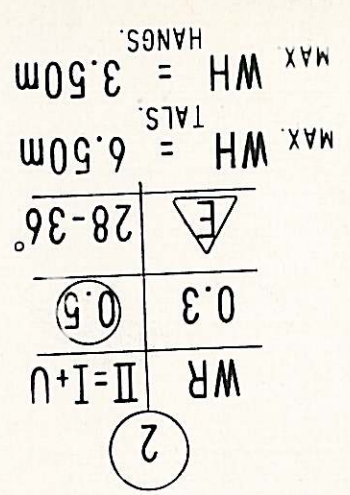 2
WR II=I+U
0.3 0.5
E 28-36°
MAX. WH TALS. = 6.50m
MAX WH HANGS. = 3.50m